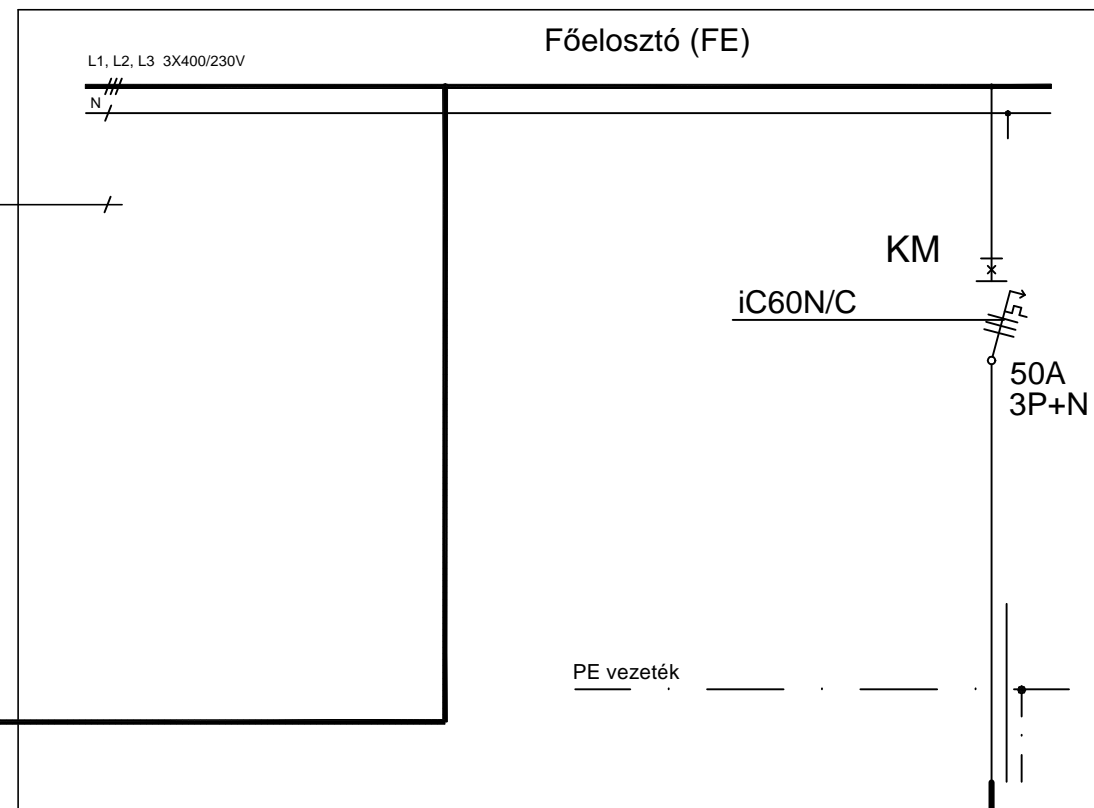 Főelosztó (FE)
L1, L2, L3 3X400/230V
N
KM
iC60N/C
50A
3P+N
PE vezeték